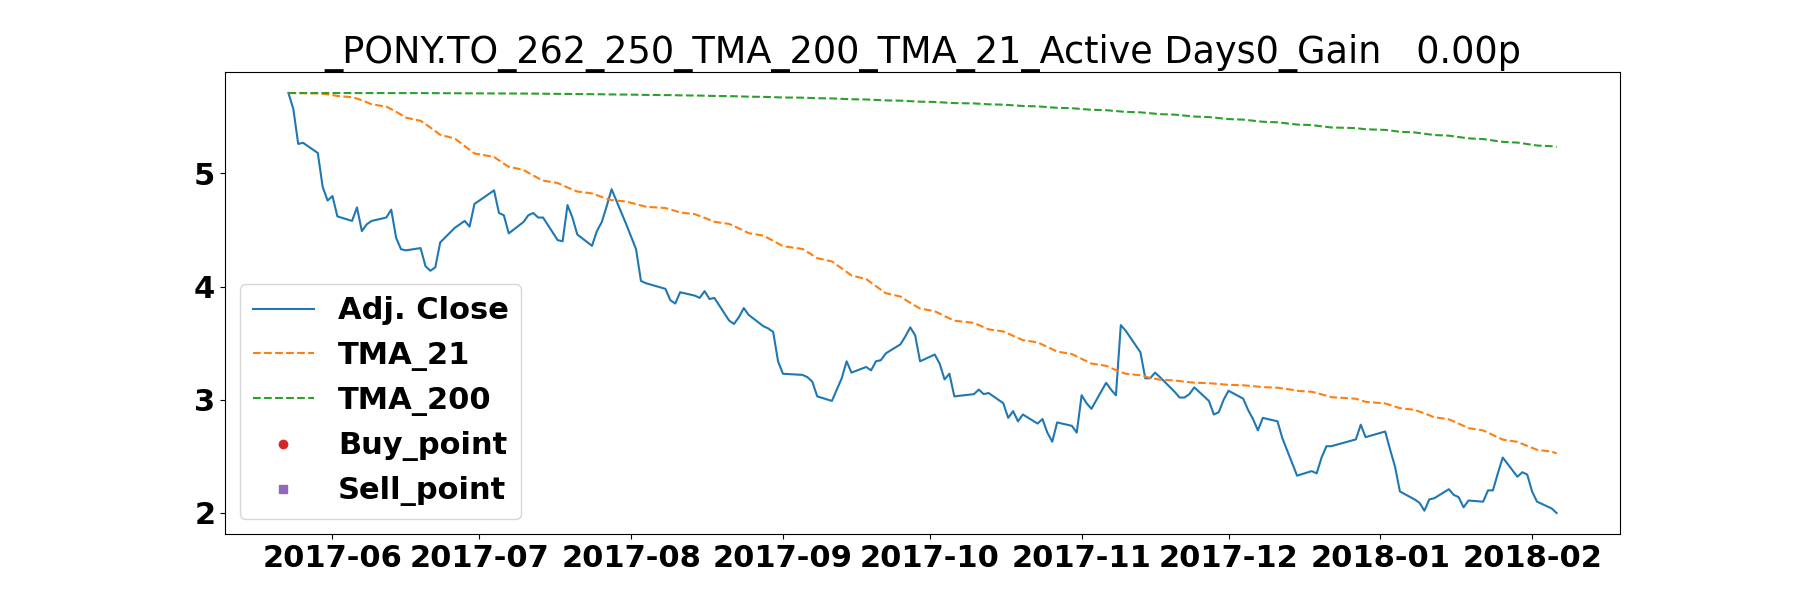 _PONY.TO_262_250_TMA_200_TMA_21_Active Days0_Gain   0.00p
5
4
3
2
Adj. Close
TMA_21
TMA_200
Buy_point
Sell_point
2017-06 2017-07 2017-08 2017-09 2017-10 2017-11 2017-12 2018-01 2018-02